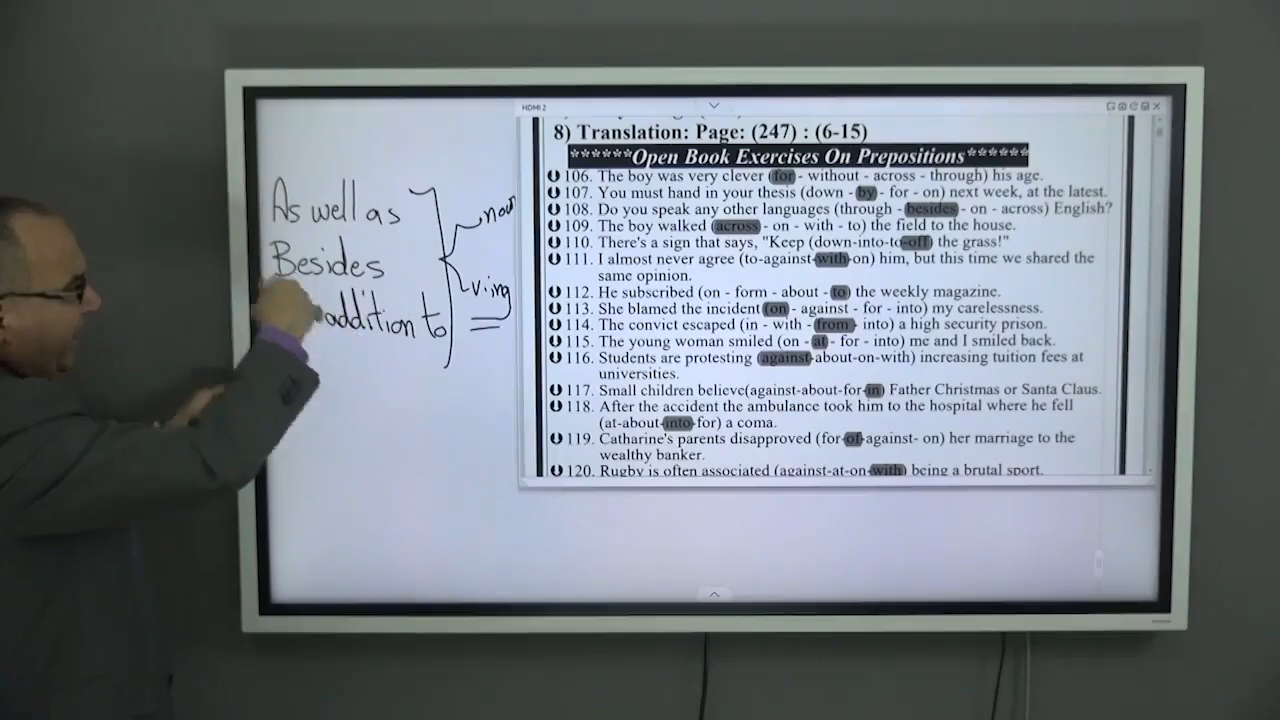 HDMI 2
8) Translation: Page: (247) : (6-15)
******Open Book Exercises On Prepositions******
106. The boy was very clever (for - without - across - through) his age.
107. You must hand in your thesis (down - by - for - on) next week, at the latest.
108. Do you speak any other languages (through - besides - on - across) English?
109. The boy walked (across - on - with - to) the field to the house.
110. There's a sign that says, "Keep (down-into-to-off) the grass!"
111. I almost never agree (to-against-with-on) him, but this time we shared the
same opinion.
112. He subscribed (on - form - about - to) the weekly magazine.
113. She blamed the incident (on - against - for - into) my carelessness.
114. The convict escaped (in - with - from - into) a high security prison.
115. The young woman smiled (on - at - for - into) me and I smiled back.
116. Students are protesting (against-about-on-with) increasing tuition fees at
universities.
117. Small children believe(against-about-for-in) Father Christmas or Santa Claus.
118. After the accident the ambulance took him to the hospital where he fell
(at-about-into-for) a coma.
119. Catharine's parents disapproved (for-of-against- on) her marriage to the
wealthy banker.
120. Rugby is often associated (against-at-on-with) being a brutal sport.
As well as
Besides
addition to
ving